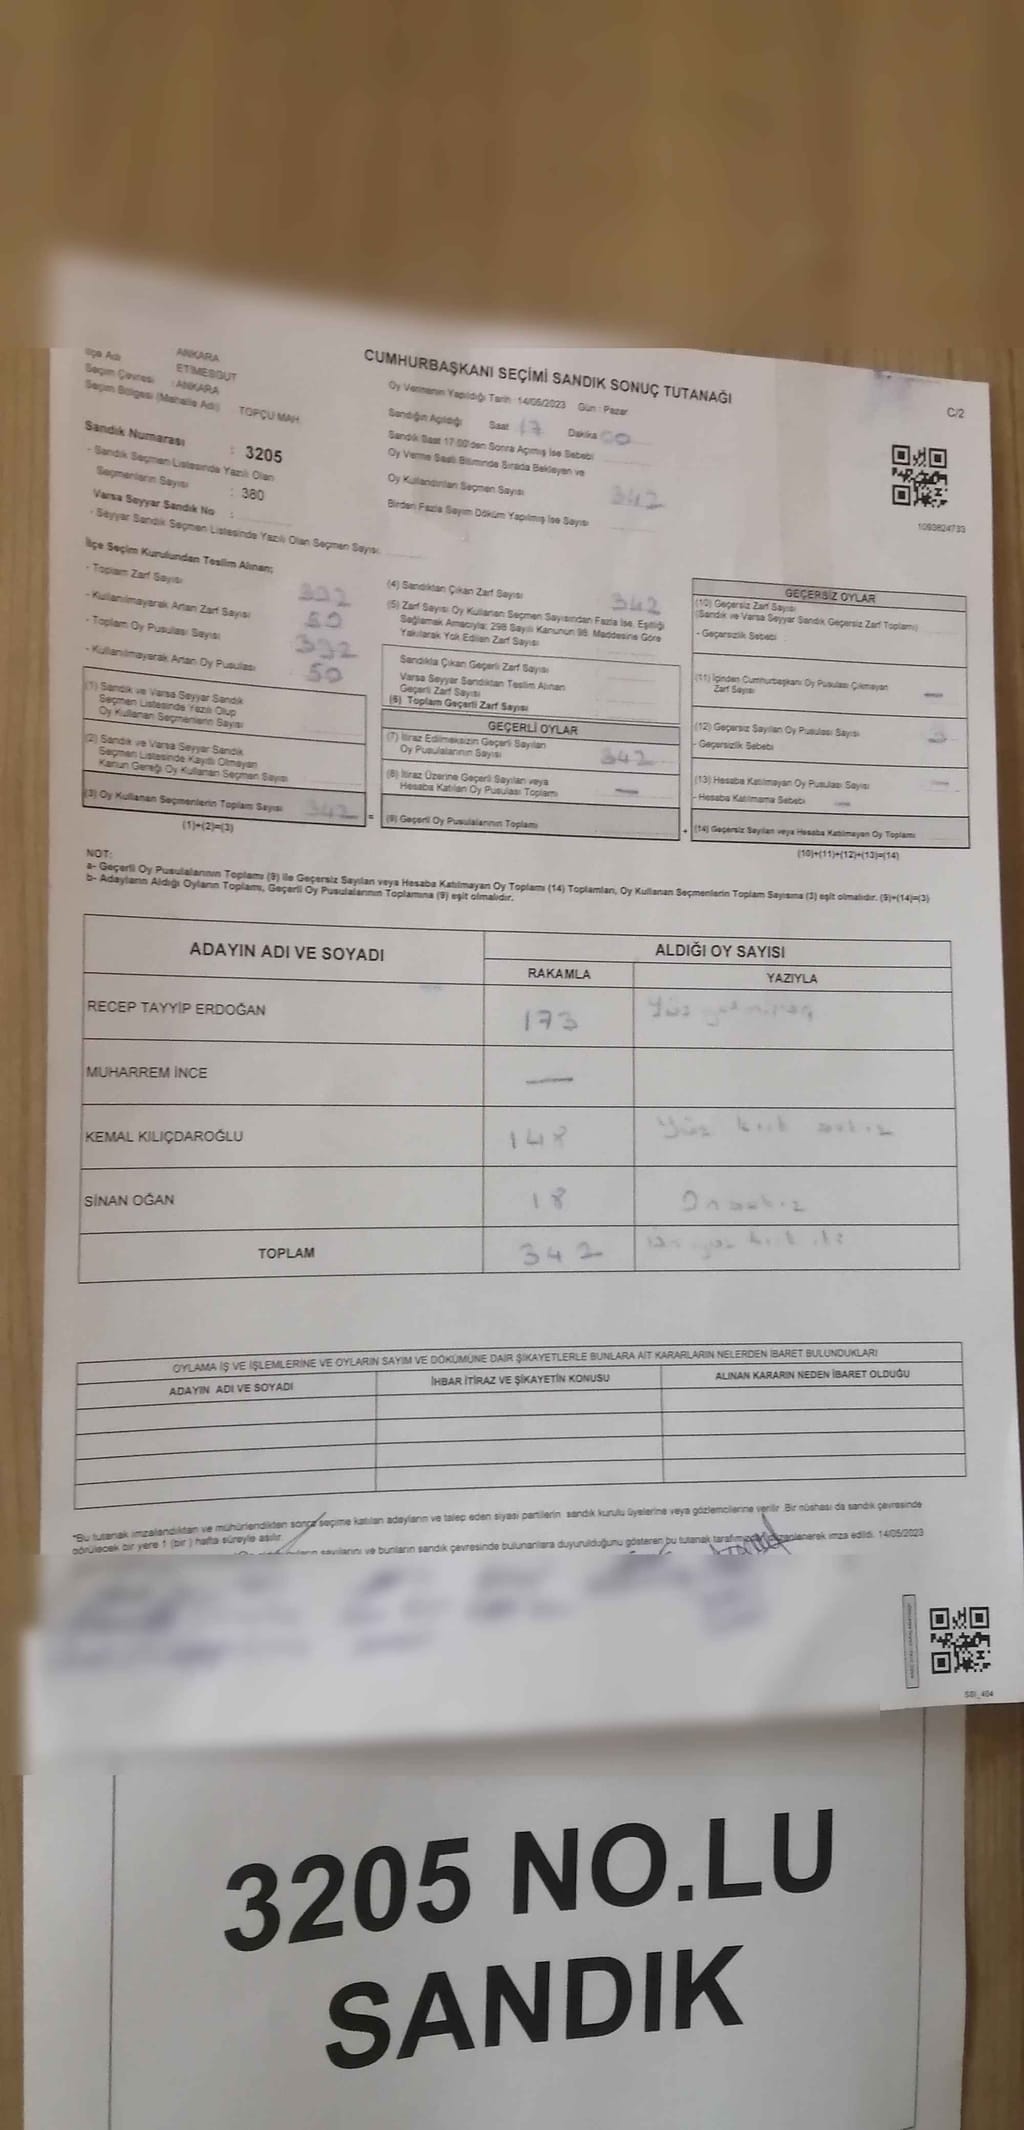 CUMHURBAŞKANI SEÇİMİ SANDIK SONUÇ TUTANAĞI
C/2
İlçe Adı ANKARA
ETİMESGUT
Seçim Çevresi : ANKARA
Seçim Bölgesi (Mahalle Adı) TOPÇU MAH
Sandık Numarası : 3205
- Sandık Seçmen Listesinde Yazılı Olan
Seçmenlerin Sayısı : 380
Varsa Seyyar Sandık No :
- Seyyar Sandık Seçmen Listesinde Yazılı Olan Seçmen Sayısı:
Oy Vermenin Yapıldığı Tarih : 14/05/2023 Gün : Pazar
Sandığın Açıldığı Saat 17 Dakika 00
Sandık Saat 17:00'den Sonra Açılmış İse Sebebi
Oy Verme Saati Bitiminde Sırada Bekleyen ve
Oy Kullandırılan Seçmen Sayısı 342
Birden Fazla Sayım Döküm Yapılmış İse Sayısı
1093624733
İlçe Seçim Kurulundan Teslim Alınan;
- Toplam Zarf Sayısı
- Kullanılmayarak Artan Zarf Sayısı 50
- Toplam Oy Pusulası Sayısı
- Kullanılmayarak Artan Oy Pusulası 50
(1) Sandık ve Varsa Seyyar Sandık
Seçmen Listesinde Yazılı Olup
Oy Kullanan Seçmenlerin Sayısı
(2) Sandık ve Varsa Seyyar Sandık
Seçmen Listesinde Kayıtlı Olmayan
Kanun Gereği Oy Kullanan Seçmen Sayısı
(3) Oy Kullanan Seçmenlerin Toplam Sayısı 342
(1)+(2)=(3)
(4) Sandıktan Çıkan Zarf Sayısı 342
(5) Zarf Sayısı Oy Kullanan Seçmen Sayısından Fazla İse, Eşitliği
Sağlamak Amacıyla; 298 Sayılı Kanunun 98. Maddesine Göre
Yakılarak Yok Edilen Zarf Sayısı
Sandıkta Çıkan Geçerli Zarf Sayısı
Varsa Seyyar Sandıktan Teslim Alınan
Geçerli Zarf Sayısı
(6) Toplam Geçerli Zarf Sayısı
GEÇERLİ OYLAR
(7) İtiraz Edilmeksizin Geçerli Sayılan
Oy Pusulalarının Sayısı 342
(8) İtiraz Üzerine Geçerli Sayılan veya
Hesaba Katılan Oy Pusulası Toplamı —
(9) Geçerli Oy Pusulalarının Toplamı
GEÇERSİZ OYLAR
(10) Geçersiz Zarf Sayısı
(Sandık ve Varsa Seyyar Sandık Geçersiz Zarf Toplamı)
- Geçersizlik Sebebi :
(11) İçinden Cumhurbaşkanı Oy Pusulası Çıkmayan
Zarf Sayısı —
(12) Geçersiz Sayılan Oy Pusulası Sayısı
- Geçersizlik Sebebi
(13) Hesaba Katılmayan Oy Pusulası Sayısı —
- Hesaba Katılmama Sebebi —
(14) Geçersiz Sayılan veya Hesaba Katılmayan Oy Toplamı
(10)+(11)+(12)+(13)=(14)
NOT:
a- Geçerli Oy Pusulalarının Toplamı (9) ile Geçersiz Sayılan veya Hesaba Katılmayan Oy Toplamı (14) Toplamları, Oy Kullanan Seçmenlerin Toplam Sayısına (3) eşit olmalıdır. (9)+(14)=(3)
b- Adayların Aldığı Oyların Toplamı, Geçerli Oy Pusulalarının Toplamına (9) eşit olmalıdır.
ADAYIN ADI VE SOYADI
ALDIĞI OY SAYISI
RAKAMLA YAZIYLA
RECEP TAYYİP ERDOĞAN 173 Yüz
MUHARREM İNCE —
KEMAL KILIÇDAROĞLU 148 Yüz kırk sekiz
SİNAN OĞAN 18 Onsekiz
TOPLAM 342 kırk iki
OYLAMA İŞ VE İŞLEMLERİNE VE OYLARIN SAYIM VE DÖKÜMÜNE DAİR ŞİKAYETLERLE BUNLARA AİT KARARLARIN NELERDEN İBARET BULUNDUKLARI
ADAYIN ADI VE SOYADI İHBAR İTİRAZ VE ŞİKAYETİN KONUSU ALINAN KARARIN NEDEN İBARET OLDUĞU
*Bu tutanak imzalandıktan ve mühürlendikten sonra seçime katılan adayların ve talep eden siyasi partilerin sandık kurulu üyelerine veya gözlemcilerine verilir. Bir nüshası da sandık çevresinde
görülecek bir yere 1 (bir) hafta süreyle asılır.
sayılarını ve bunların sandık çevresinde bulunanlara duyurulduğunu gösteren bu tutanak düzenlenerek imza edildi. 14/05/2023
SSI_404
3205 NO.LU
SANDIK